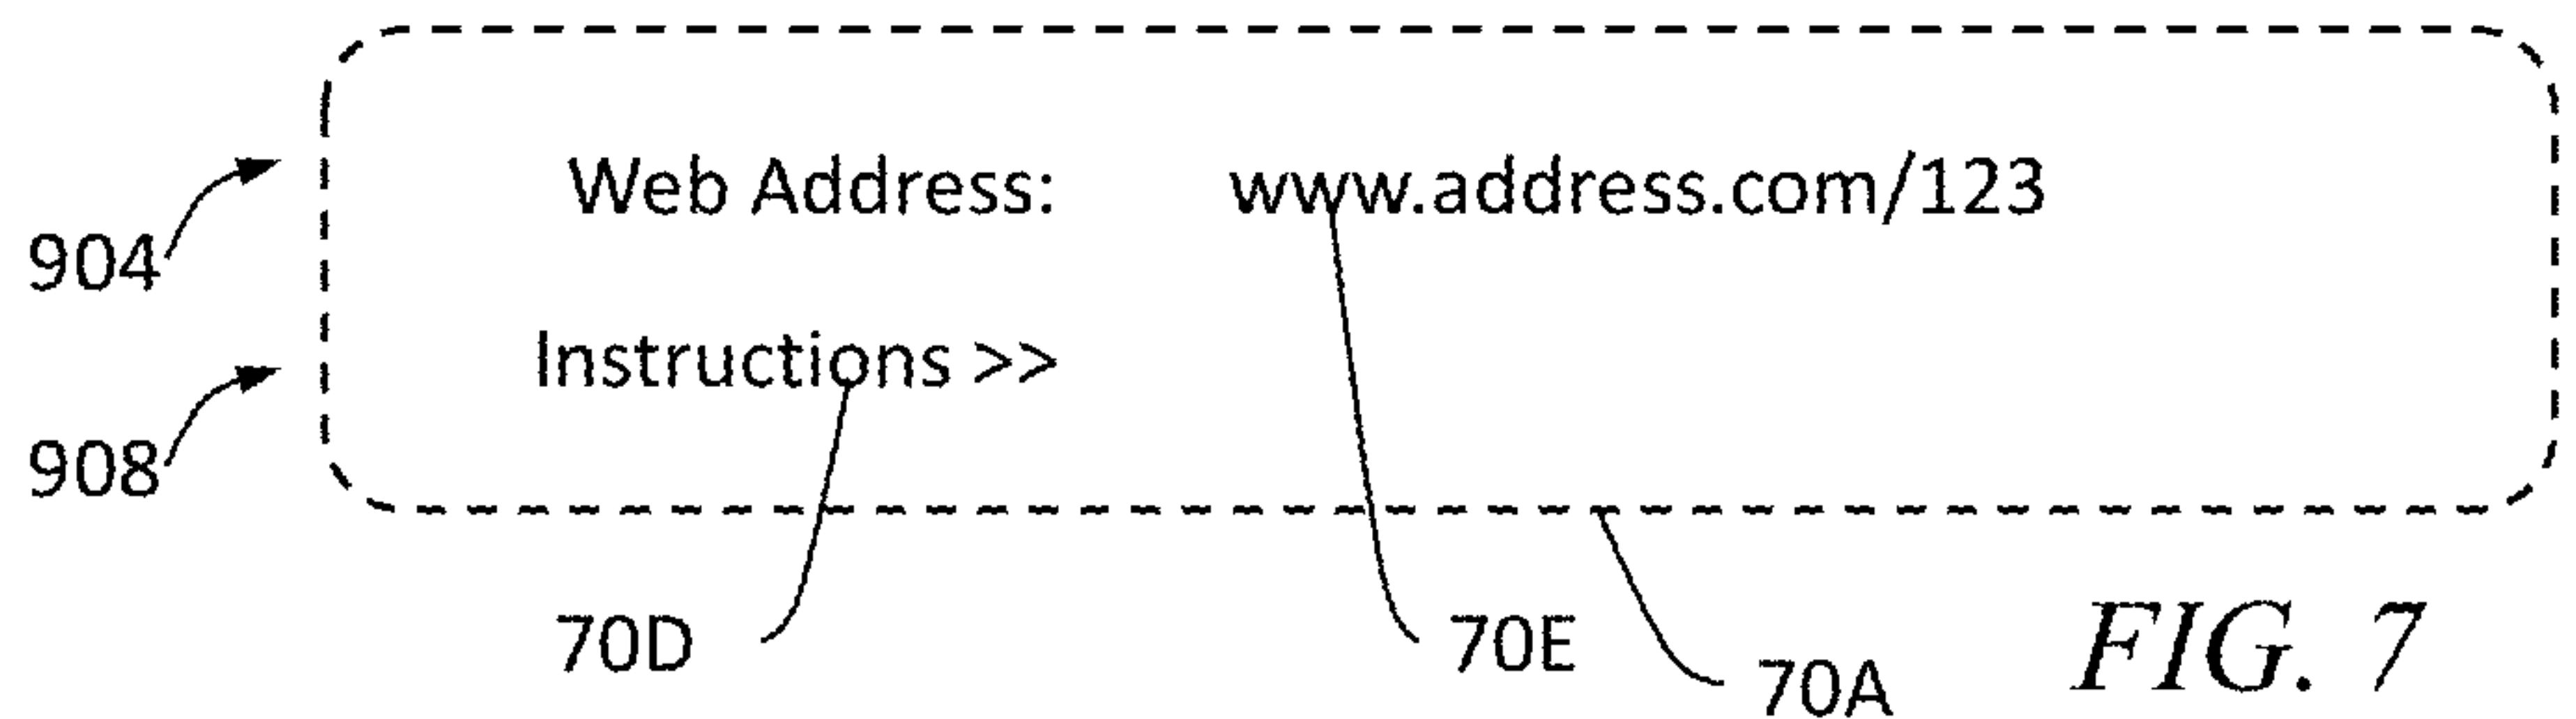 Web Address: www.address.com/123
904
Instructions >>
908
70D 70E 70A FIG. 7